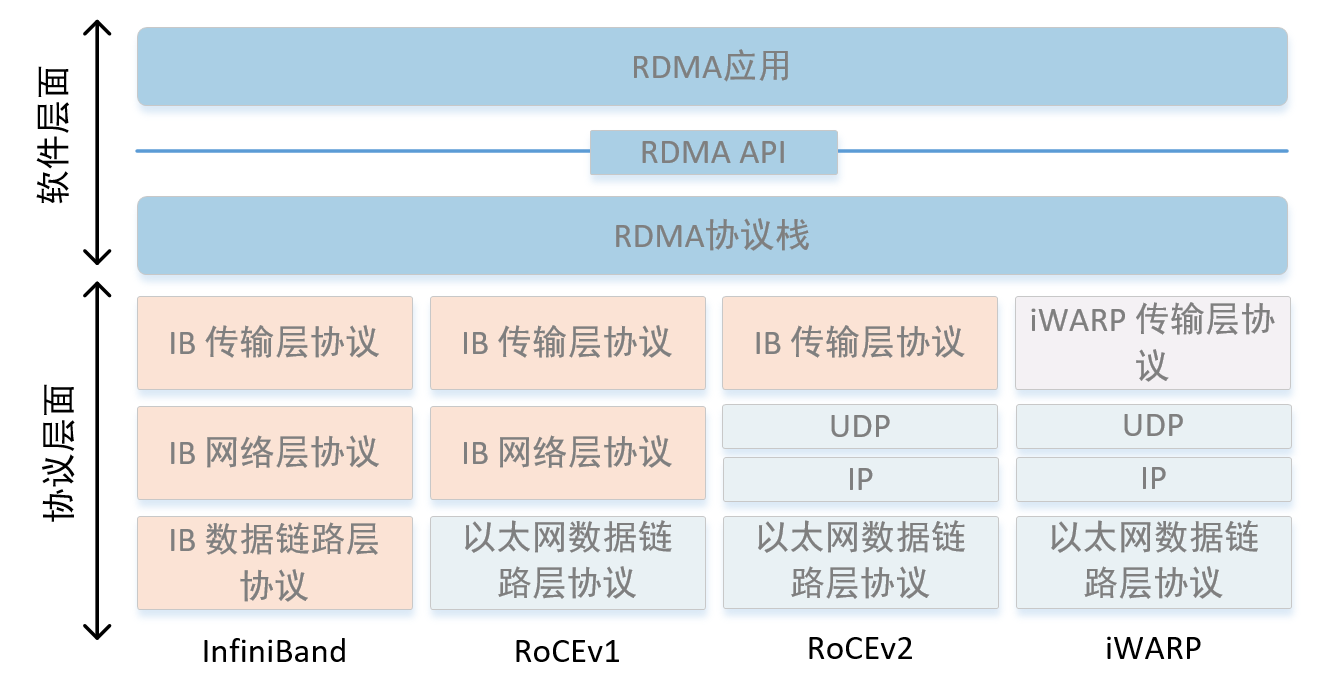 软件层面
RDMA应用
RDMA API
RDMA协议栈
协议层面
IB 传输层协议
IB 传输层协议
IB 传输层协议
iWARP 传输层协
议
IB 网络层协议
IB 网络层协议
UDP
UDP
IP
IP
IB 数据链路层
协议
以太网数据链
路层协议
以太网数据链
路层协议
以太网数据链
路层协议
InfiniBand
RoCEv1
RoCEv2
iWARP